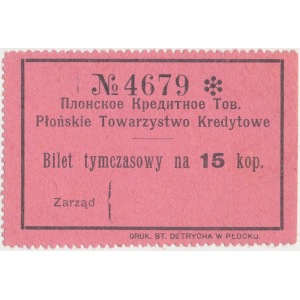 № 4679 ✻
Плонское Кредитное Тов.
Płońskie Towarzystwo Kredytowe
Bilet tymczasowy na 15 kop.
Zarząd {
DRUK. ST. DETRYCHA W PŁOCKU.